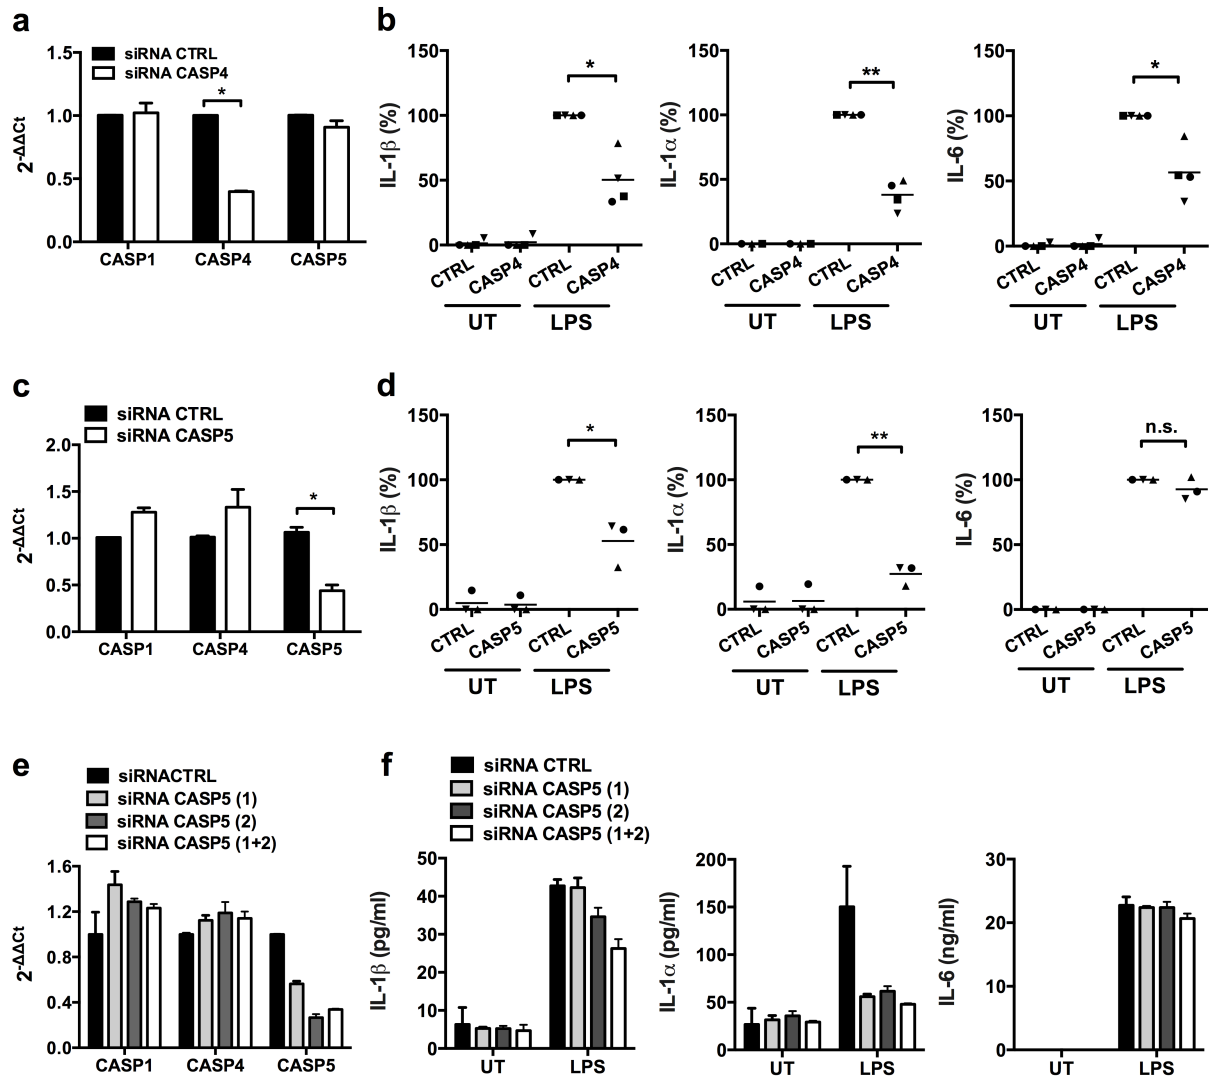 a
siRNA CTRL
siRNA CASP4
2-ΔΔCt
1.5
1.0
0.5
0.0
*
CASP1 CASP4 CASP5
b
IL-1β (%)
150
100
50
0
*
CTRL CASP4 CTRL CASP4
UT LPS
IL-1α (%)
150
100
50
0
**
CTRL CASP4 CTRL CASP4
UT LPS
IL-6 (%)
150
100
50
0
*
CTRL CASP4 CTRL CASP4
UT LPS
c
siRNA CTRL
siRNA CASP5
2-ΔΔCt
2.0
1.5
1.0
0.5
0.0
*
CASP1 CASP4 CASP5
d
IL-1β (%)
150
100
50
0
*
CTRL CASP5 CTRL CASP5
UT LPS
IL-1α (%)
150
100
50
0
**
CTRL CASP5 CTRL CASP5
UT LPS
IL-6 (%)
150
100
50
0
n.s.
CTRL CASP5 CTRL CASP5
UT LPS
e
siRNACTRL
siRNA CASP5 (1)
siRNA CASP5 (2)
siRNA CASP5 (1+2)
2-ΔΔCt
1.6
1.2
0.8
0.4
0.0
CASP1 CASP4 CASP5
f
siRNA CTRL
siRNA CASP5 (1)
siRNA CASP5 (2)
siRNA CASP5 (1+2)
IL-1β (pg/ml)
50
40
30
20
10
0
UT LPS
IL-1α (pg/ml)
200
150
100
50
0
UT LPS
IL-6 (ng/ml)
30
20
10
0
UT LPS